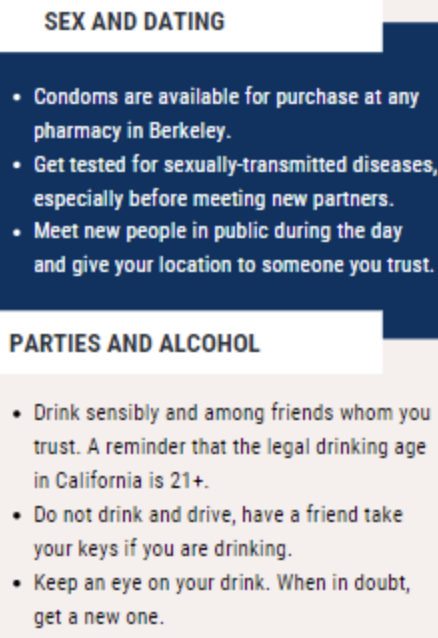 SEX AND DATING
• Condoms are available for purchase at any
pharmacy in Berkeley.
• Get tested for sexually-transmitted diseases,
especially before meeting new partners.
• Meet new people in public during the day
and give your location to someone you trust.
PARTIES AND ALCOHOL
• Drink sensibly and among friends whom you
trust. A reminder that the legal drinking age
in California is 21+.
• Do not drink and drive, have a friend take
your keys if you are drinking.
• Keep an eye on your drink. When in doubt,
get a new one.